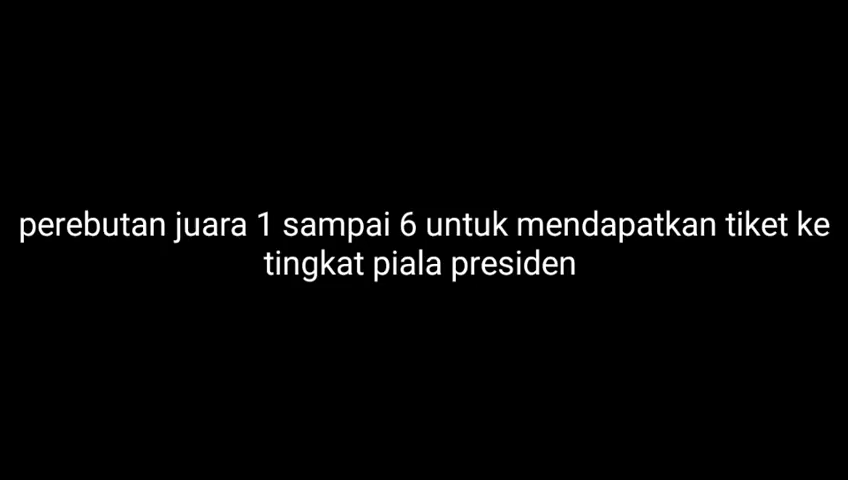 perebutan juara 1 sampai 6 untuk mendapatkan tiket ke
tingkat piala presiden